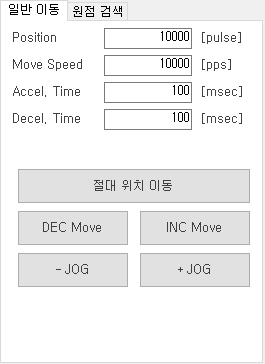 일반 이동 원점 검색
Position 10000 [pulse]
Move Speed 10000 [pps]
Accel, Time 100 [msec]
Decel, Time 100 [msec]
절대 위치 이동
DEC Move INC Move
- JOG + JOG